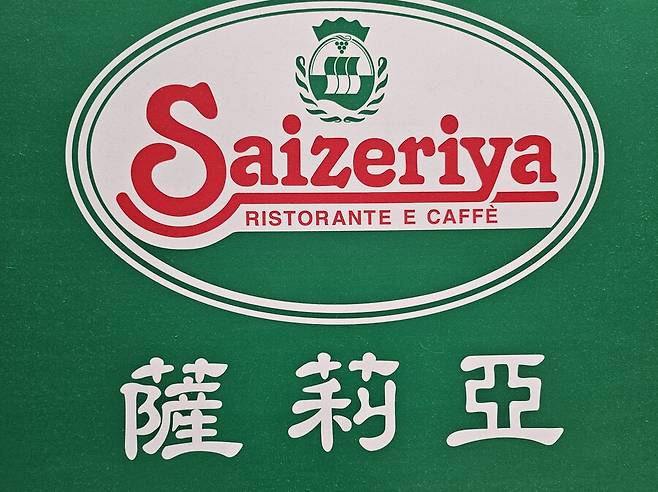 Saizeriya
RISTORANTE E CAFFÈ
薩莉亞